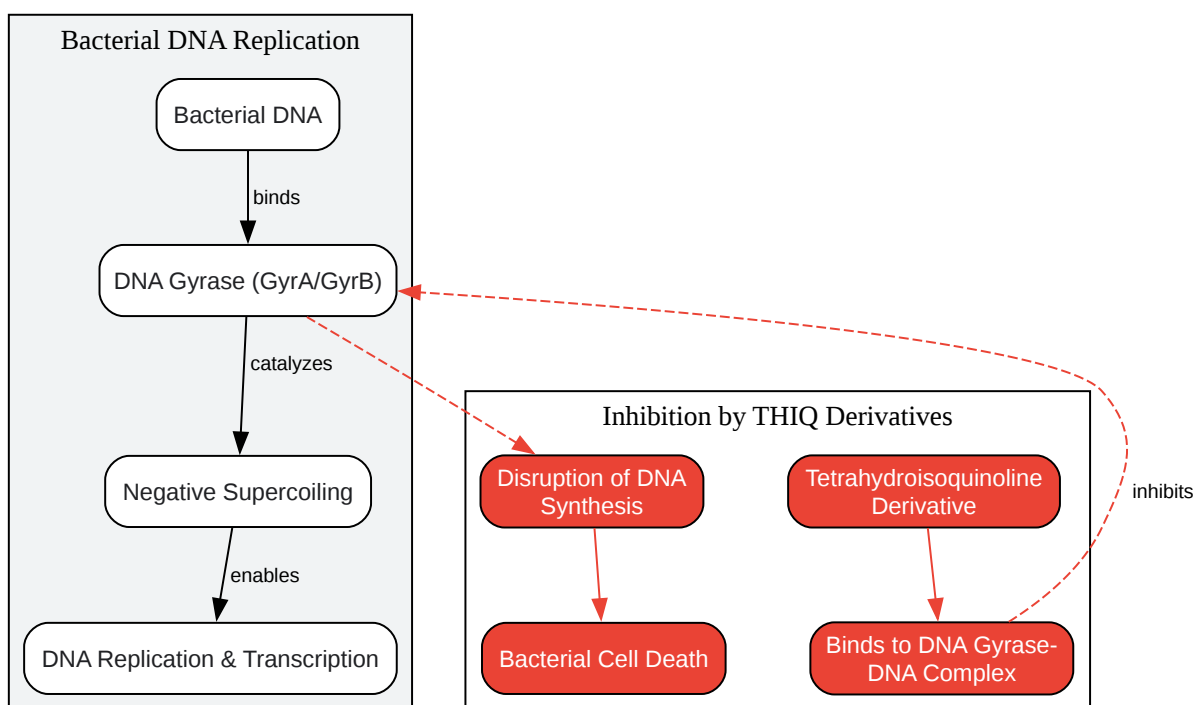 Bacterial DNA Replication
Bacterial DNA
binds
DNA Gyrase (GyrA/GyrB)
catalyzes
Negative Supercoiling
enables
DNA Replication & Transcription
Inhibition by THIQ Derivatives
Disruption of DNA
Synthesis
Bacterial Cell Death
Tetrahydroisoquinoline
Derivative
Binds to DNA Gyrase-
DNA Complex
inhibits